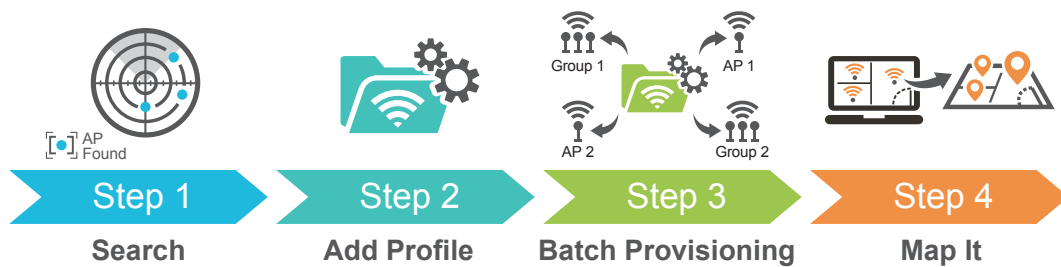 AP
Found
Group 1
AP 1
AP 2
Group 2
Step 1
Step 2
Step 3
Step 4
Search
Add Profile
Batch Provisioning
Map It